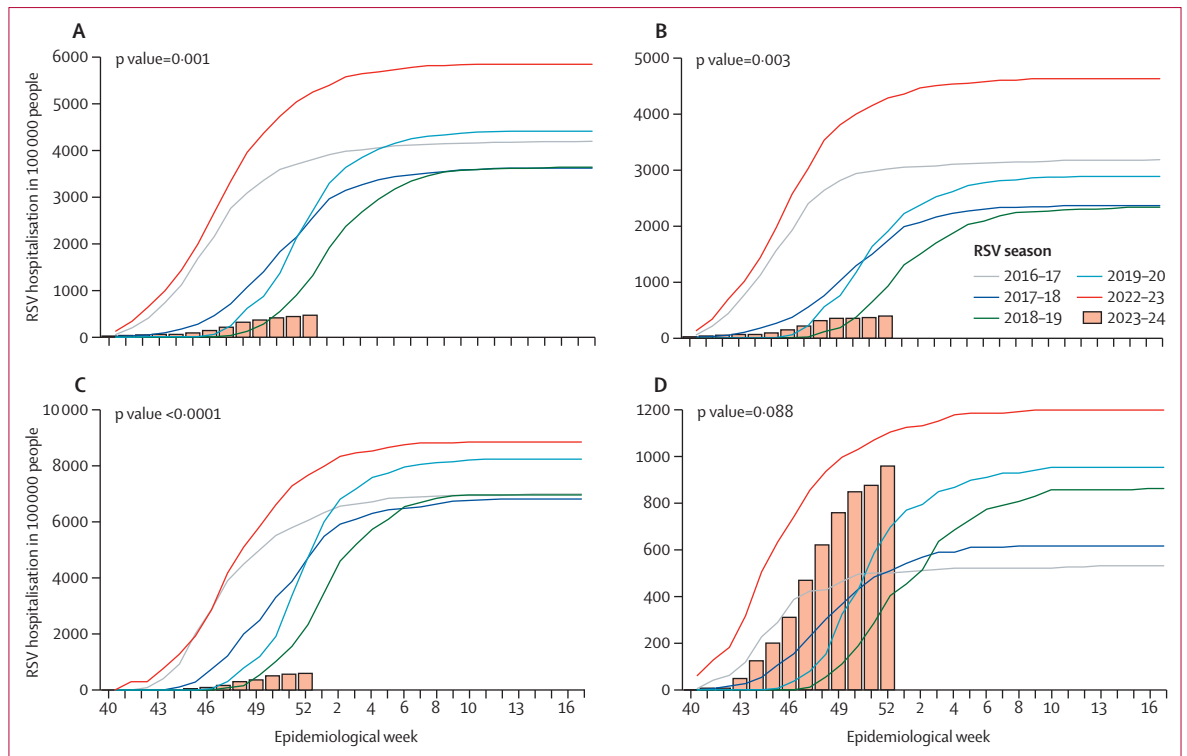 A
p value=0·001
RSV hospitalisation in 100 000 people
6000
5000
4000
3000
2000
1000
0
B
p value=0·003
5000
4000
3000
2000
1000
0
RSV season
2016–17
2017–18
2018–19
2019–20
2022–23
2023–24
C
p value <0·0001
RSV hospitalisation in 100 000 people
10 000
8000
6000
4000
2000
0
40 43 46 49 52 2 4 6 8 10 13 16
Epidemiological week
D
p value=0·088
1200
1000
800
600
400
200
0
40 43 46 49 52 2 4 6 8 10 13 16
Epidemiological week